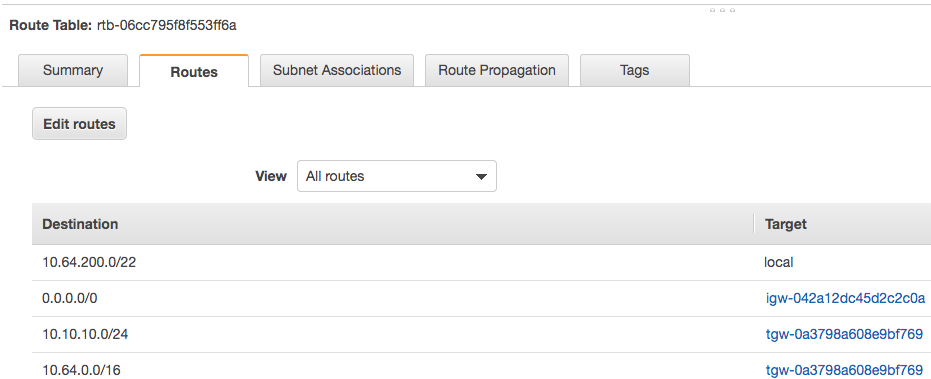 Route Table: rtb-06cc795f8f553ff6a
Summary Routes Subnet Associations Route Propagation Tags
Edit routes
View All routes
Destination Target
10.64.200.0/22 local
0.0.0.0/0 igw-042a12dc45d2c2c0a
10.10.10.0/24 tgw-0a3798a608e9bf769
10.64.0.0/16 tgw-0a3798a608e9bf769